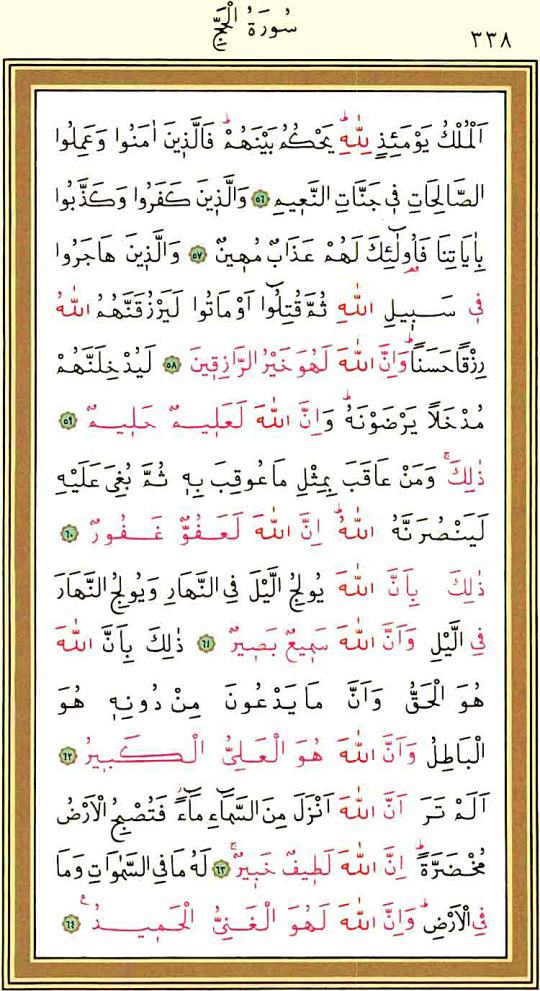 سُورَةُ الْحَجِّ
٣٣٨
اَلْمُلْكُ يَوْمَئِذٍ لِلّٰهِۜ يَحْكُمُ بَيْنَهُمْۜ فَالَّذ۪ينَ اٰمَنُوا وَعَمِلُوا
الصَّالِحَاتِ ف۪ي جَنَّاتِ النَّع۪يمِ ﴿٥٦﴾ وَالَّذ۪ينَ كَفَرُوا وَكَذَّبُوا
بِاٰيَاتِنَا فَاُو۬لٰٓئِكَ لَهُمْ عَذَابٌ مُه۪ينٌ ﴿٥٧﴾ وَالَّذ۪ينَ هَاجَرُوا
ف۪ي سَب۪يلِ اللّٰهِ ثُمَّ قُتِلُٓوا اَوْ مَاتُوا لَيَرْزُقَنَّهُمُ اللّٰهُ
رِزْقًا حَسَنًاۜ وَاِنَّ اللّٰهَ لَهُوَ خَيْرُ الرَّازِق۪ينَ ﴿٥٨﴾ لَيُدْخِلَنَّهُمْ
مُدْخَلًا يَرْضَوْنَهُۜ وَاِنَّ اللّٰهَ لَعَل۪يمٌ حَل۪يمٌ ﴿٥٩﴾
ذٰلِكَۚ وَمَنْ عَاقَبَ بِمِثْلِ مَا عُوقِبَ بِه۪ ثُمَّ بُغِيَ عَلَيْهِ
لَيَنْصُرَنَّهُ اللّٰهُۜ اِنَّ اللّٰهَ لَعَفُوٌّ غَفُورٌ ﴿٦٠﴾
ذٰلِكَ بِاَنَّ اللّٰهَ يُولِجُ الَّيْلَ فِي النَّهَارِ وَيُولِجُ النَّهَارَ
فِي الَّيْلِ وَاَنَّ اللّٰهَ سَم۪يعٌ بَص۪يرٌ ﴿٦١﴾ ذٰلِكَ بِاَنَّ اللّٰهَ
هُوَ الْحَقُّ وَاَنَّ مَا يَدْعُونَ مِنْ دُونِه۪ هُوَ
الْبَاطِلُ وَاَنَّ اللّٰهَ هُوَ الْعَلِيُّ الْكَب۪يرُ ﴿٦٢﴾
اَلَمْ تَرَ اَنَّ اللّٰهَ اَنْزَلَ مِنَ السَّمَٓاءِ مَٓاءًۘ فَتُصْبِحُ الْاَرْضُ
مُخْضَرَّةًۜ اِنَّ اللّٰهَ لَط۪يفٌ خَب۪يرٌۚ ﴿٦٣﴾ لَهُ مَا فِي السَّمٰوَاتِ وَمَا
فِي الْاَرْضِۜ وَاِنَّ اللّٰهَ لَهُوَ الْغَنِيُّ الْحَم۪يدُ۟ ﴿٦٤﴾